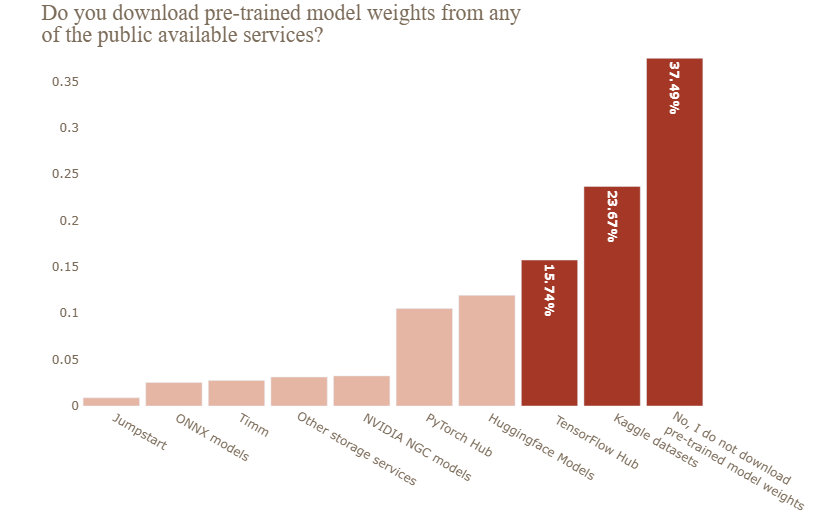 Do you download pre-trained model weights from any
of the public available services?
0.35
0.3
0.25
0.2
0.15
0.1
0.05
0
37.49%
23.67%
15.74%
Jumpstart
ONNX models
Timm
Other storage services
NVIDIA NGC models
PyTorch Hub
Huggingface Models
TensorFlow Hub
Kaggle datasets
No, I do not download
pre-trained model weights